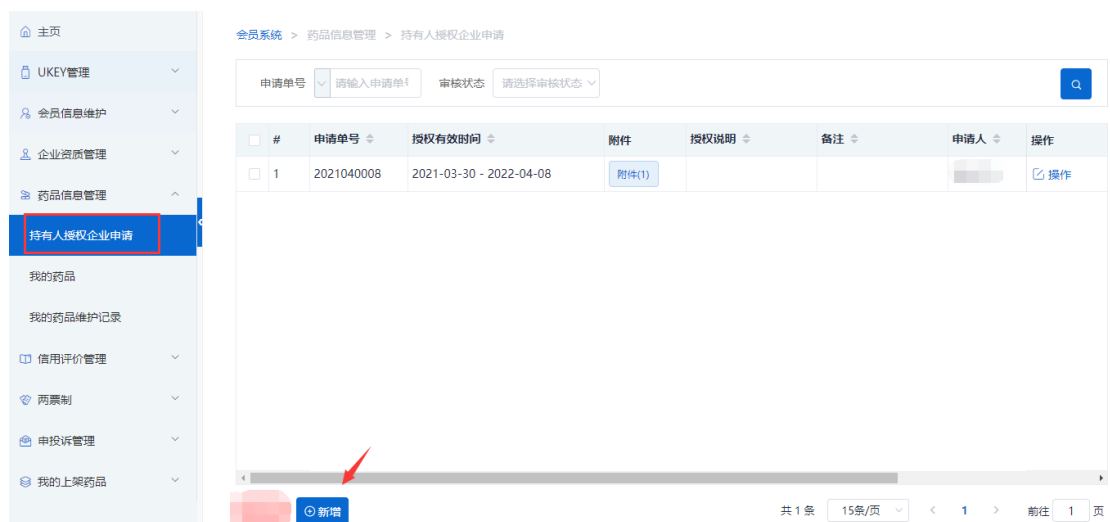 主页
UKEY管理
会员信息维护
企业资质管理
药品信息管理
持有人授权企业申请
我的药品
我的药品维护记录
信用评价管理
两票制
申投诉管理
我的上架药品
会员系统 > 药品信息管理 > 持有人授权企业申请
申请单号 请输入申请单 审核状态 请选择审核状态
# 申请单号 授权有效时间 附件 授权说明 备注 申请人 操作
1 2021040008 2021-03-30 - 2022-04-08 附件(1) 操作
新增 共1条 15条/页 < 1 > 前往 1 页